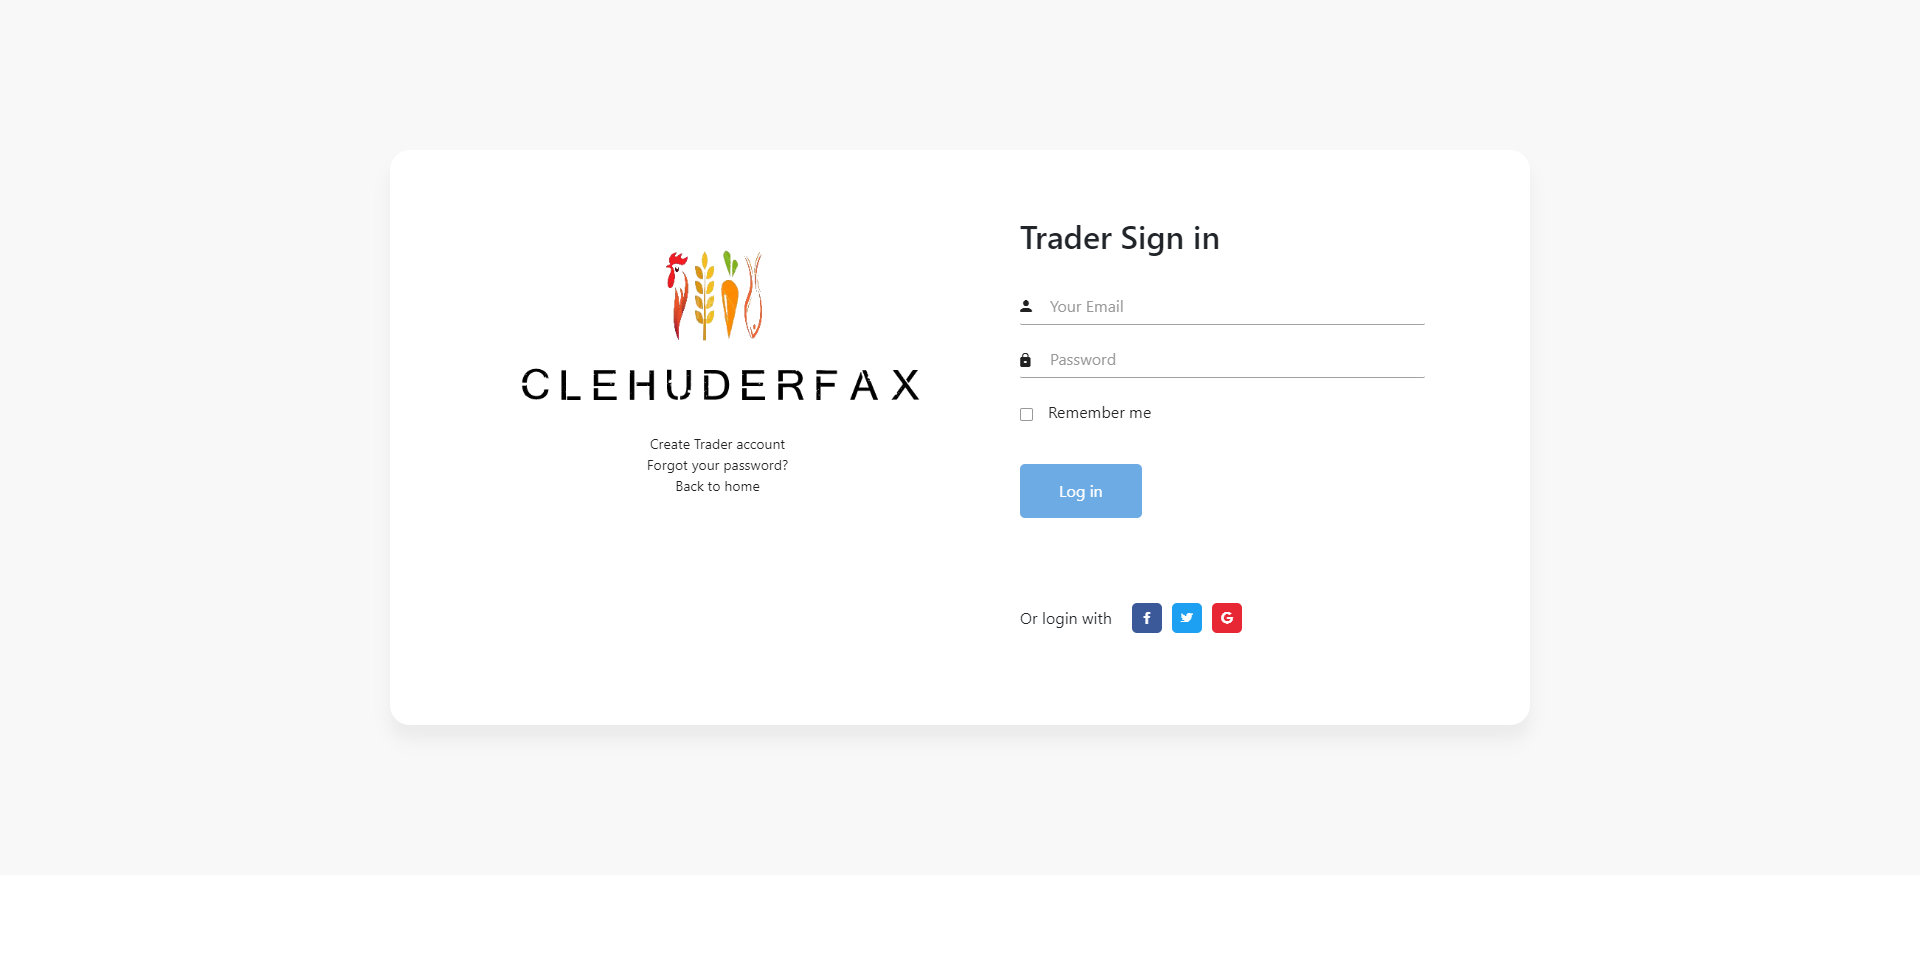 CLEHUDERFAX
Create Trader account
Forgot your password?
Back to home
Trader Sign in
Your Email
Password
Remember me
Log in
Or login with